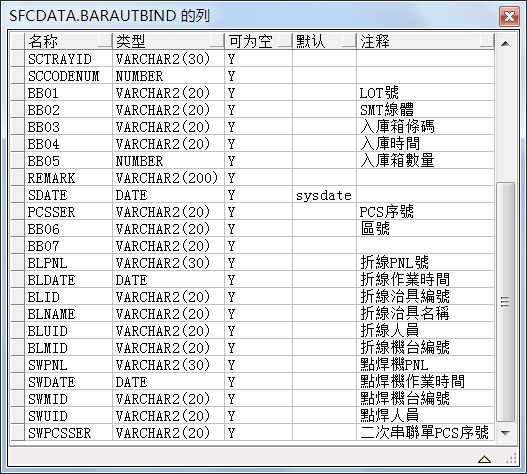 SFCDATA.BARAUTBIND 的列
名称 类型 可为空 默认 注释
SCTRAYID VARCHAR2(30) Y
SCCODENUM NUMBER Y
BB01 VARCHAR2(20) Y LOT號
BB02 VARCHAR2(20) Y SMT線體
BB03 VARCHAR2(20) Y 入庫箱條碼
BB04 VARCHAR2(20) Y 入庫時間
BB05 NUMBER Y 入庫箱數量
REMARK VARCHAR2(200) Y
SDATE DATE Y sysdate
PCSSER VARCHAR2(20) Y PCS序號
BB06 VARCHAR2(20) Y 區號
BB07 VARCHAR2(20) Y
BLPNL VARCHAR2(30) Y 折線PNL號
BLDATE DATE Y 折線作業時間
BLID VARCHAR2(20) Y 折線治具編號
BLNAME VARCHAR2(20) Y 折線治具名稱
BLUID VARCHAR2(20) Y 折線人員
BLMID VARCHAR2(20) Y 折線機台編號
SWPNL VARCHAR2(30) Y 點焊機PNL
SWDATE DATE Y 點焊機作業時間
SWMID VARCHAR2(20) Y 點焊機台編號
SWUID VARCHAR2(20) Y 點焊人員
SWPCSSER VARCHAR2(20) Y 二次串聯單PCS序號